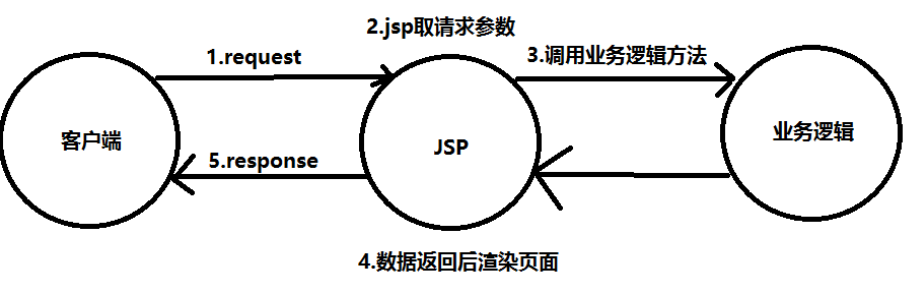 2.jsp取请求参数
1.request
3.调用业务逻辑方法
客户端
JSP
业务逻辑
5.response
4.数据返回后渲染页面